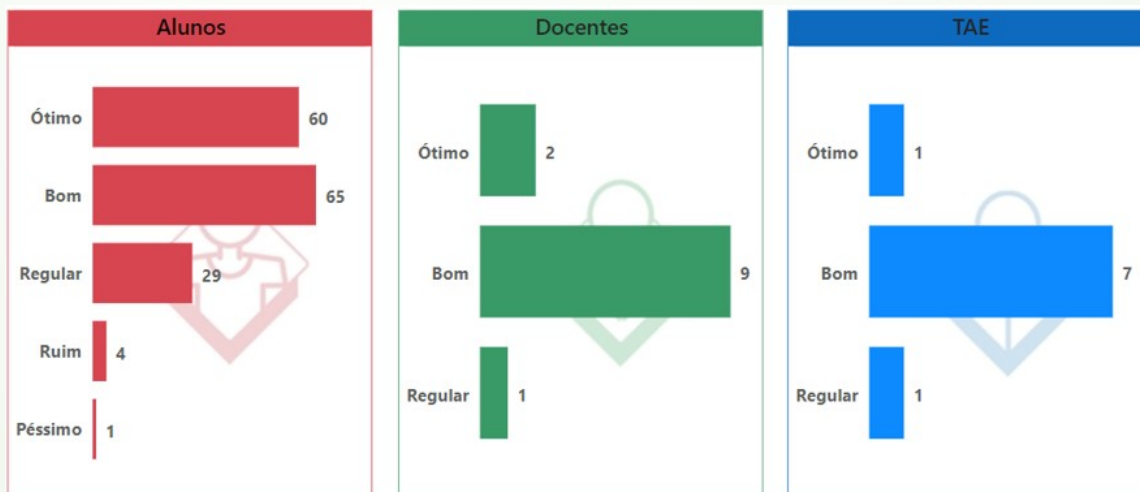 Alunos
Ótimo 60
Bom 65
Regular 29
Ruim 4
Péssimo 1
Docentes
Ótimo 2
Bom 9
Regular 1
TAE
Ótimo 1
Bom 7
Regular 1